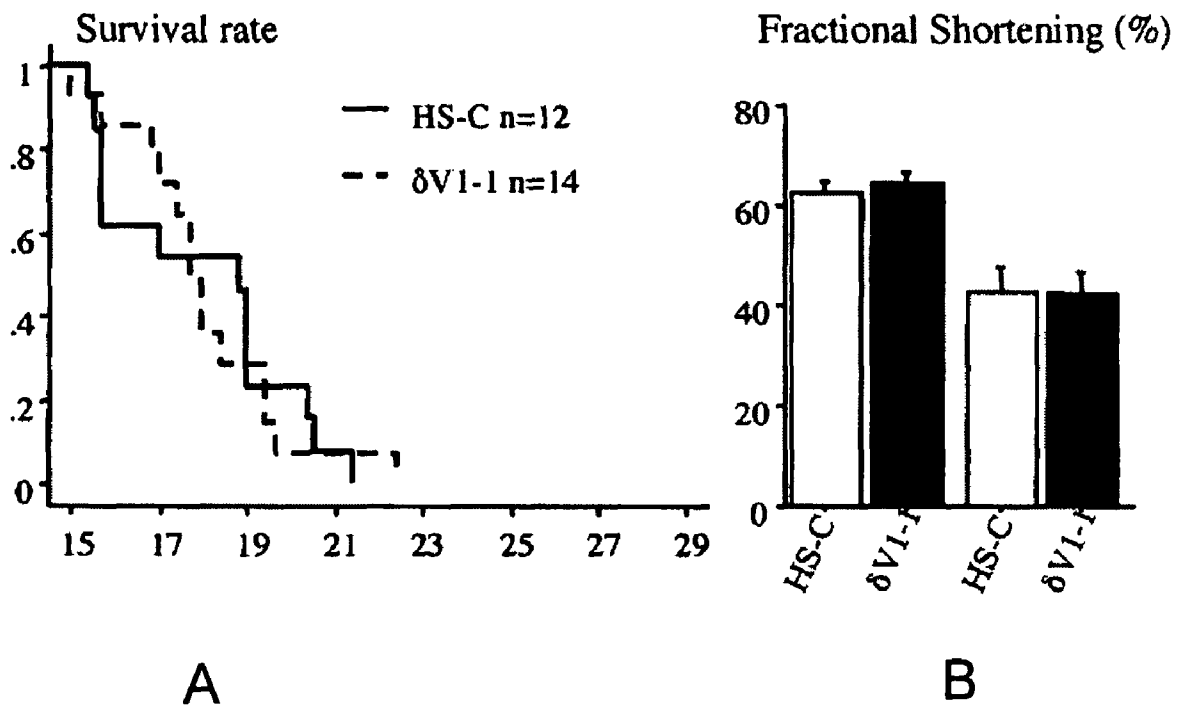 Survival rate
1
.8
.6
.4
.2
0
HS-C n=12
δV1-1 n=14
15 17 19 21 23 25 27 29
A
Fractional Shortening (%)
80
60
40
20
0
HS-C
δV1-1
HS-C
δV1-1
B